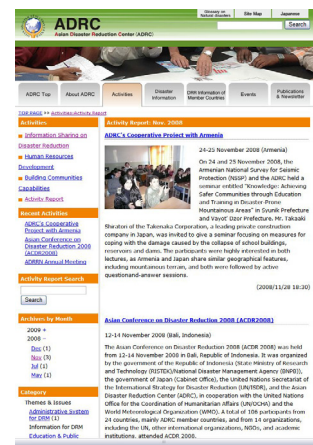 Glossary on
Natural disasters
Site Map
Japanese
ADRC
Asian Disaster Reduction Center (ADRC)
Search
ADRC Top
About ADRC
Activities
Disaster
Information
DRR Information of
Member Countries
Events
Publications
& Newsletter
TOP PAGE >> Activities:Activity Report
Activities
Information Sharing on
Disaster Reduction
Human Resources
Development
Building Communities
Capabilities
Activity Report
Recent Activities
ADRC's Cooperative
Project with Armenia
Asian Conference on
Disaster Reduction 2008
(ACDR2008)
ADRRN Annual Meeting
Activity Report Search
Search
Archives by Month
2009 +
2008 -
Dec (1)
Nov (3)
Jul (1)
May (1)
Category
Themes & Issues
Administrative System
for DRM (1)
Information for DRM
Education & Public
Activity Report: Nov. 2008
ADRC's Cooperative Project with Armenia
24-25 November 2008 (Armenia)
On 24 and 25 November 2008, the
Armenian National Survey for Seismic
Protection (NSSP) and the ADRC held a
seminar entitled "Knowledge: Achieving
Safer Communities through Education
and Training in Disaster-Prone
Mountainous Areas" in Syunik Prefecture
and Vayot' Dzor Prefecture. Mr. Takaaki
Sharaton of the Takenaka Corporation, a leading private construction
company in Japan, was invited to give a seminar focusing on measures for
coping with the damage caused by the collapse of school buildings,
reservoirs and dams. The participants were highly interested in both
lectures, as Armenia and Japan share similar geographical features,
including mountainous terrain, and both were followed by active
question-and-answer sessions.
(2008/11/28 18:30)
Asian Conference on Disaster Reduction 2008 (ACDR2008)
12-14 November 2008 (Bali, Indonesia)
The Asian Conference on Disaster Reduction 2008 (ACDR 2008) was held
from 12-14 November 2008 in Bali, Republic of Indonesia. It was organized
by the government of the Republic of Indonesia (State Ministry of Research
and Technology (RISTEK)/National Disaster Management Agency (BNPB)),
the government of Japan (Cabinet Office), the United Nations Secretariat of
the International Strategy for Disaster Reduction (UN/ISDR), and the Asian
Disaster Reduction Center (ADRC), in cooperation with the United Nations
Office for the Coordination of Humanitarian Affairs (UN/OCHA) and the
World Meteorological Organization (WMO). A total of 106 participants from
24 countries, mainly ADRC member countries, and from 14 organizations,
including the UN, other international organizations, NGOs, and academic
institutions. attended ACDR 2008.